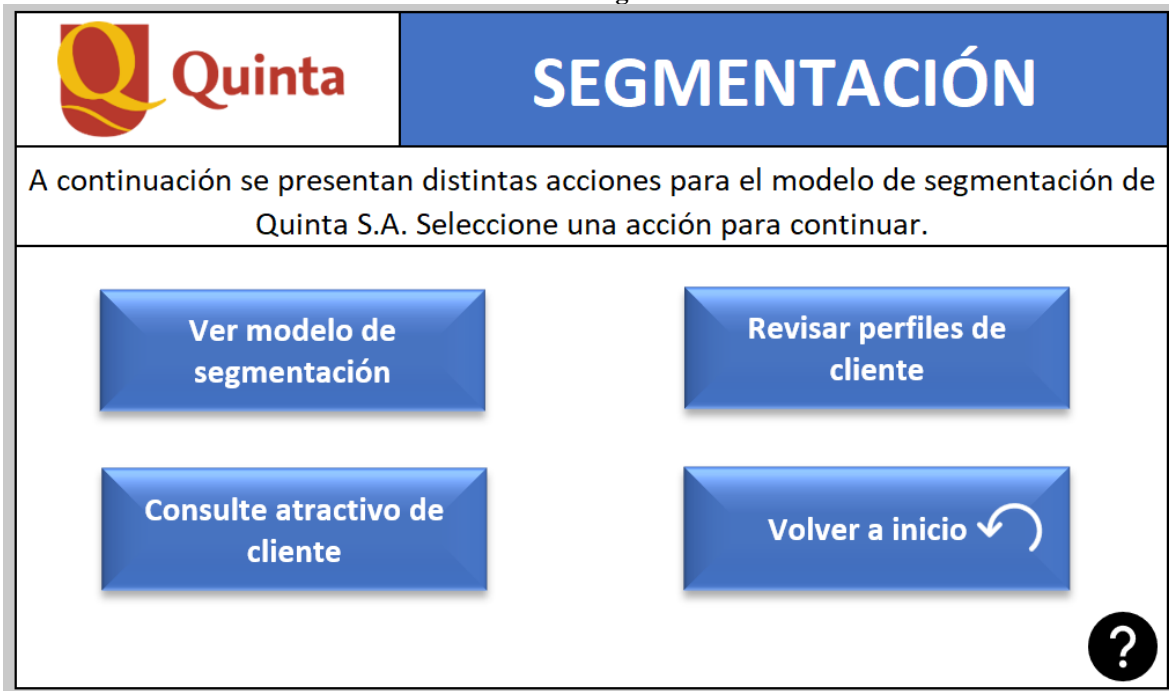 Quinta
SEGMENTACIÓN
A continuación se presentan distintas acciones para el modelo de segmentación de
Quinta S.A. Seleccione una acción para continuar.
Ver modelo de
segmentación
Revisar perfiles de
cliente
Consulte atractivo de
cliente
Volver a inicio
?